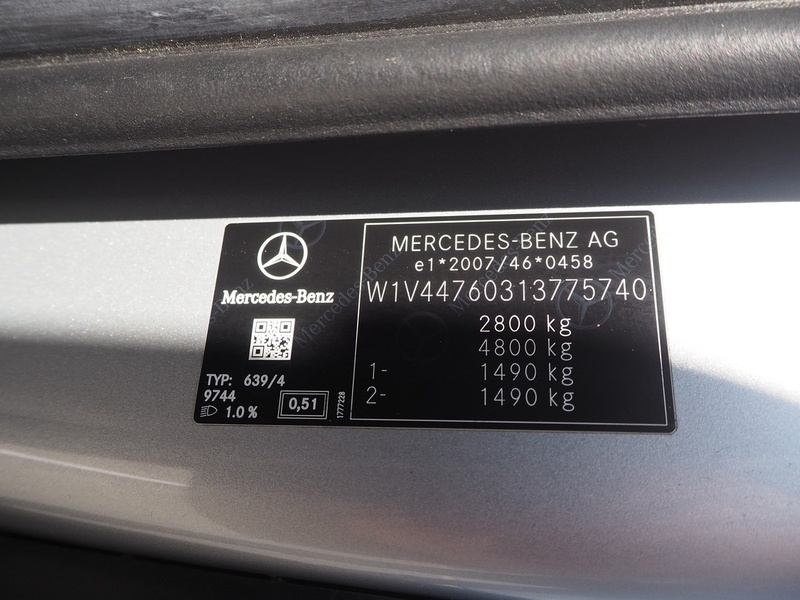 Mercedes-Benz
TYP: 639/4
9744
1.0 %
0,51
1777228
MERCEDES-BENZ AG
e1*2007/46*0458
W1V44760313775740
2800 kg
4800 kg
1- 1490 kg
2- 1490 kg